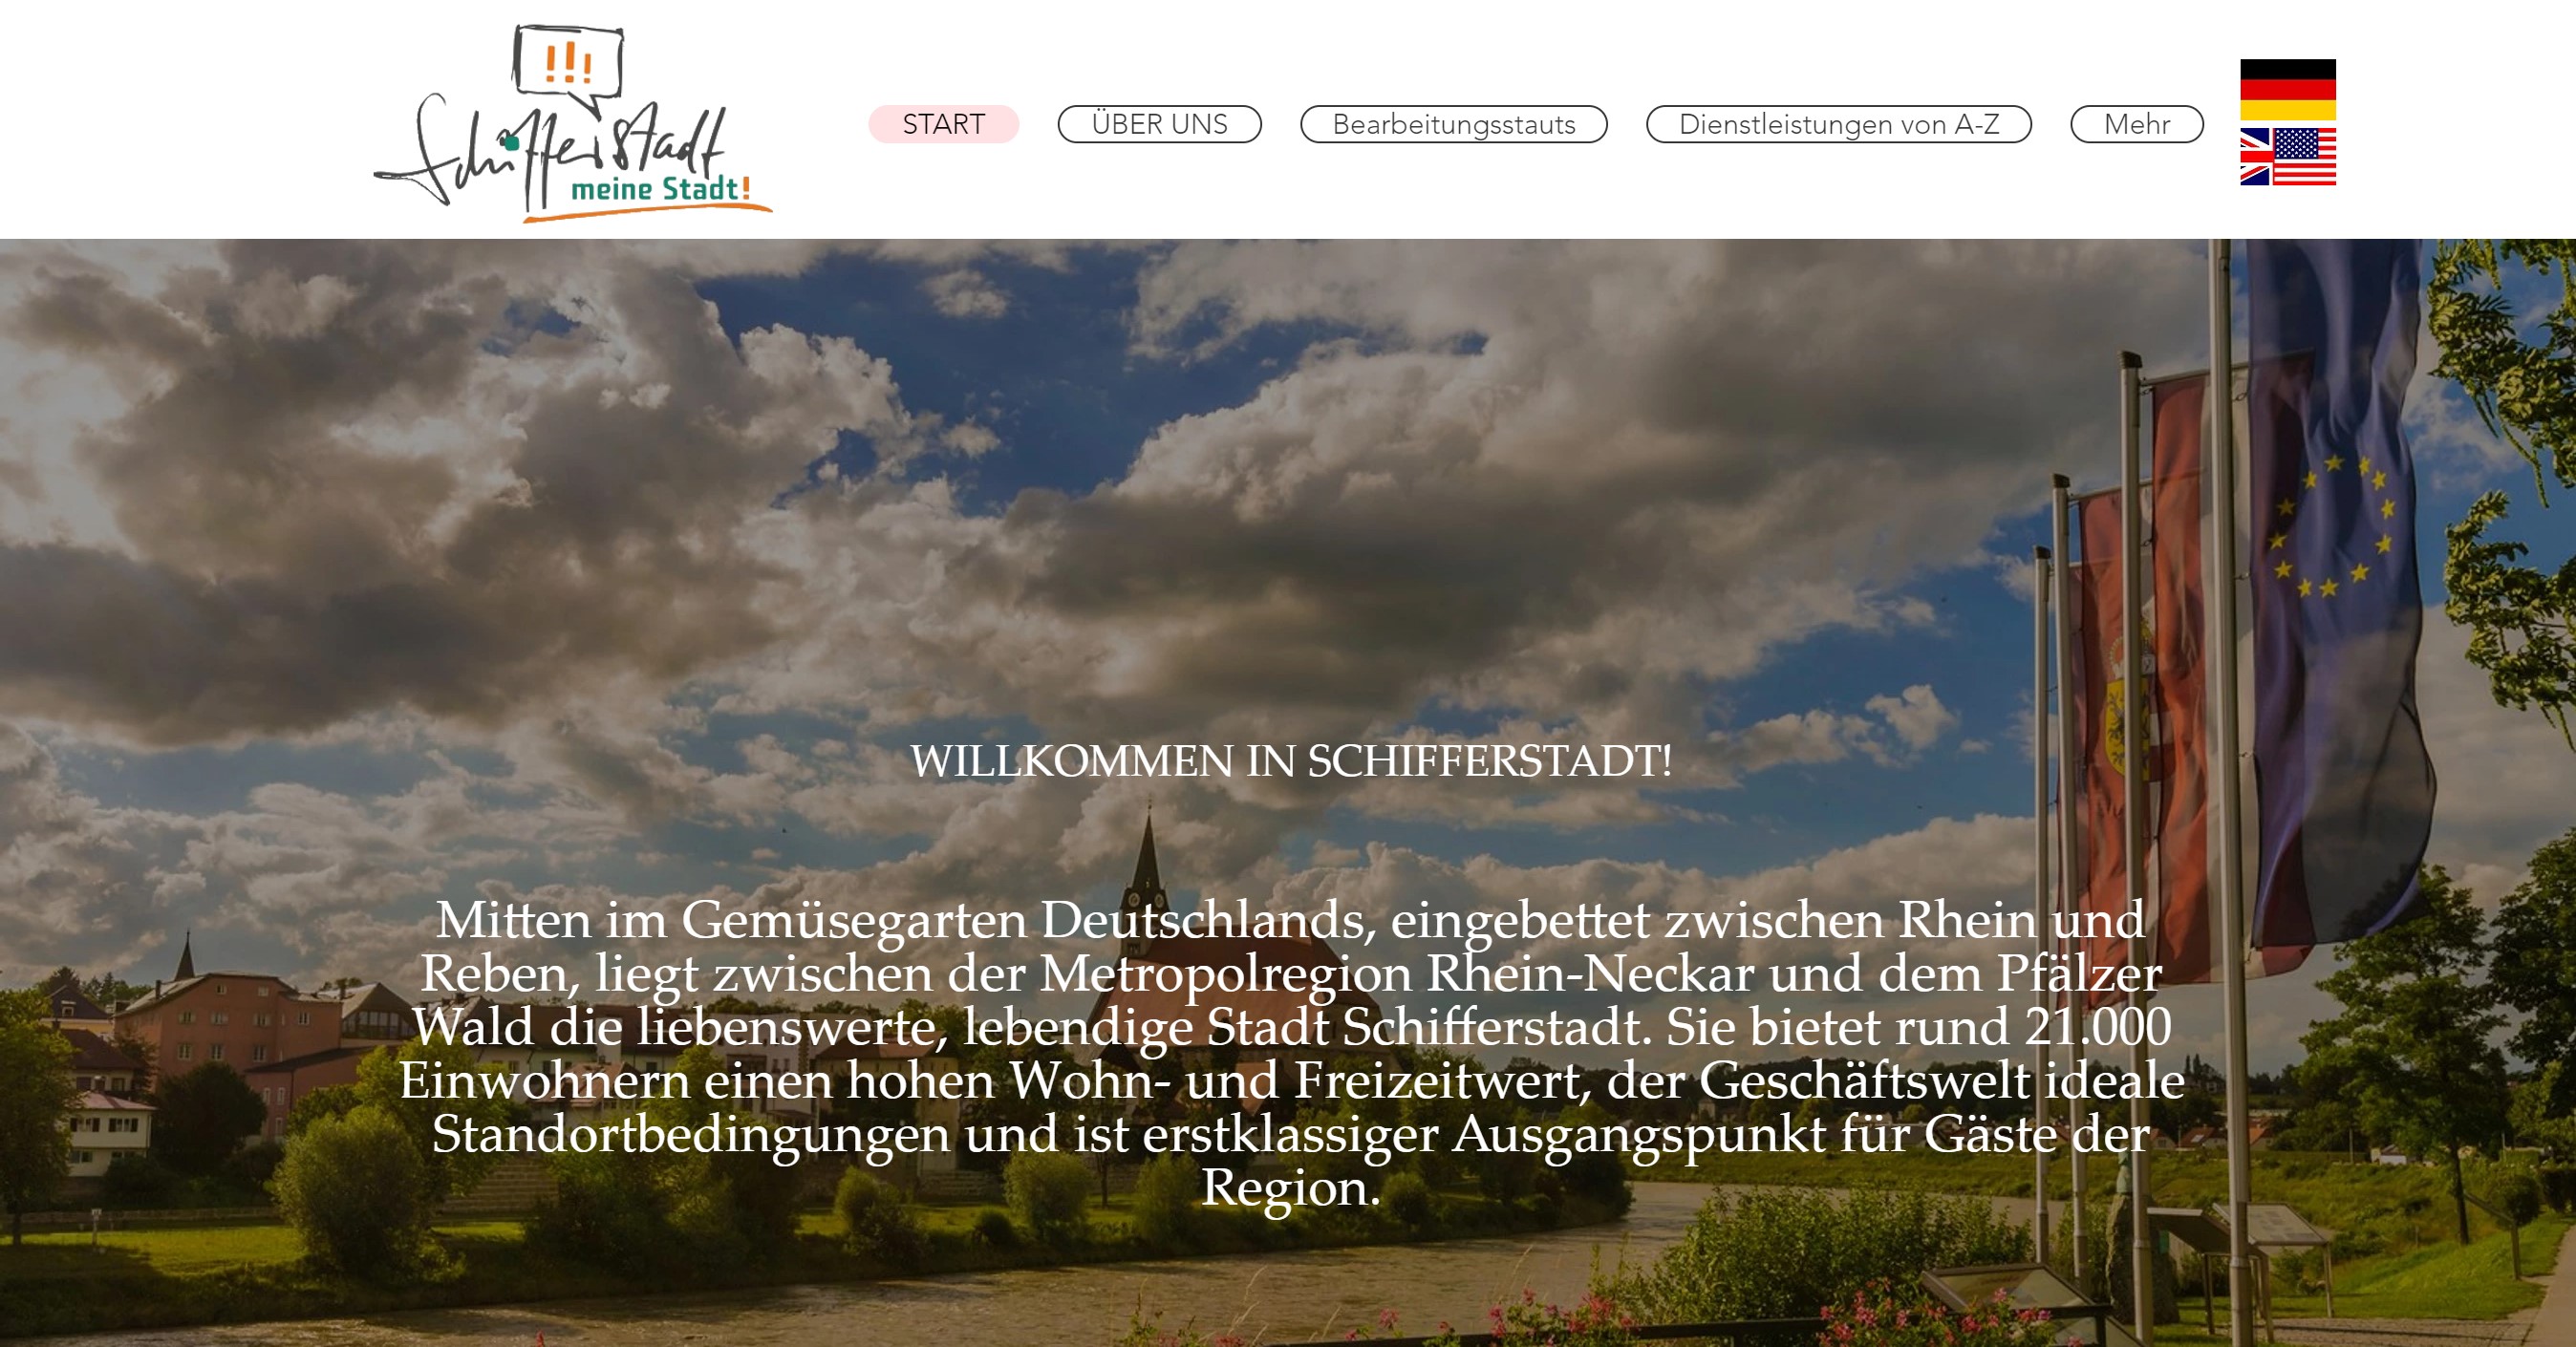 !!!
Schifferstadt
meine Stadt!
START
ÜBER UNS
Bearbeitungsstauts
Dienstleistungen von A-Z
Mehr
WILLKOMMEN IN SCHIFFERSTADT!
Mitten im Gemüsegarten Deutschlands, eingebettet zwischen Rhein und
Reben, liegt zwischen der Metropolregion Rhein-Neckar und dem Pfälzer
Wald die liebenswerte, lebendige Stadt Schifferstadt. Sie bietet rund 21.000
Einwohnern einen hohen Wohn- und Freizeitwert, der Geschäftswelt ideale
Standortbedingungen und ist erstklassiger Ausgangspunkt für Gäste der
Region.